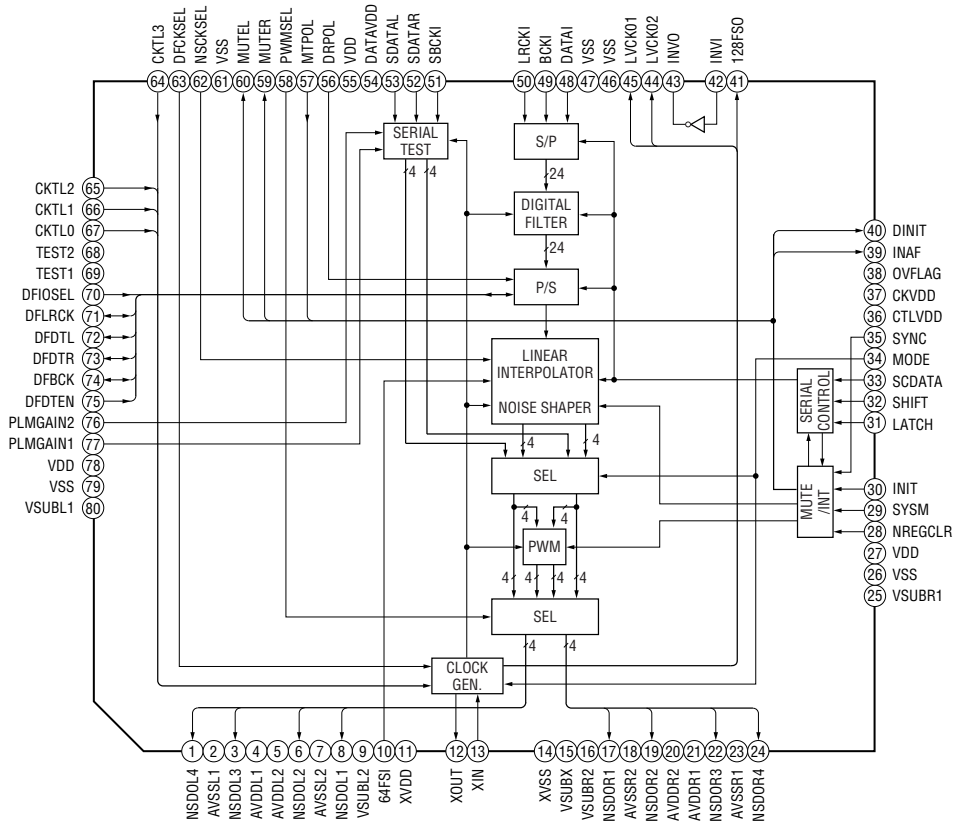 CKTL3
DFCKSEL
NSCKSEL
VSS
MUTEL
MUTER
PWMSEL
MTPOL
DRPOL
VDD
DATAVDD
SDATAL
SDATAR
SBCKI
LRCKI
BCKI
DATAI
VSS
VSS
LVCK01
LVCK02
INVO
INVI
128FSO
64 63 62 61 60 59 58 57 56 55 54 53 52 51 50 49 48 47 46 45 44 43 42 41
SERIAL
TEST
S/P
4 4
24
DIGITAL
FILTER
24
P/S
LINEAR
INTERPOLATOR
NOISE SHAPER
4 4
SEL
4 4
PWM
4 4 4 4
SEL
4 4
CLOCK
GEN.
SERIAL
CONTROL
MUTE
/INT
CKTL2 65
CKTL1 66
CKTL0 67
TEST2 68
TEST1 69
DFIOSEL 70
DFLRCK 71
DFDTL 72
DFDTR 73
DFBCK 74
DFDTEN 75
PLMGAIN2 76
PLMGAIN1 77
VDD 78
VSS 79
VSUBL1 80
40 DINIT
39 INAF
38 OVFLAG
37 CKVDD
36 CTLVDD
35 SYNC
34 MODE
33 SCDATA
32 SHIFT
31 LATCH
30 INIT
29 SYSM
28 NREGCLR
27 VDD
26 VSS
25 VSUBR1
1 2 3 4 5 6 7 8 9 10 11 12 13 14 15 16 17 18 19 20 21 22 23 24
NSDOL4
AVSSL1
NSDOL3
AVDDL1
AVDDL2
NSDOL2
AVSSL2
NSDOL1
VSUBL2
64FSI
XVDD
XOUT
XIN
XVSS
VSUBX
VSUBR2
NSDOR1
AVSSR2
NSDOR2
AVDDR2
AVDDR1
NSDOR3
AVSSR1
NSDOR4